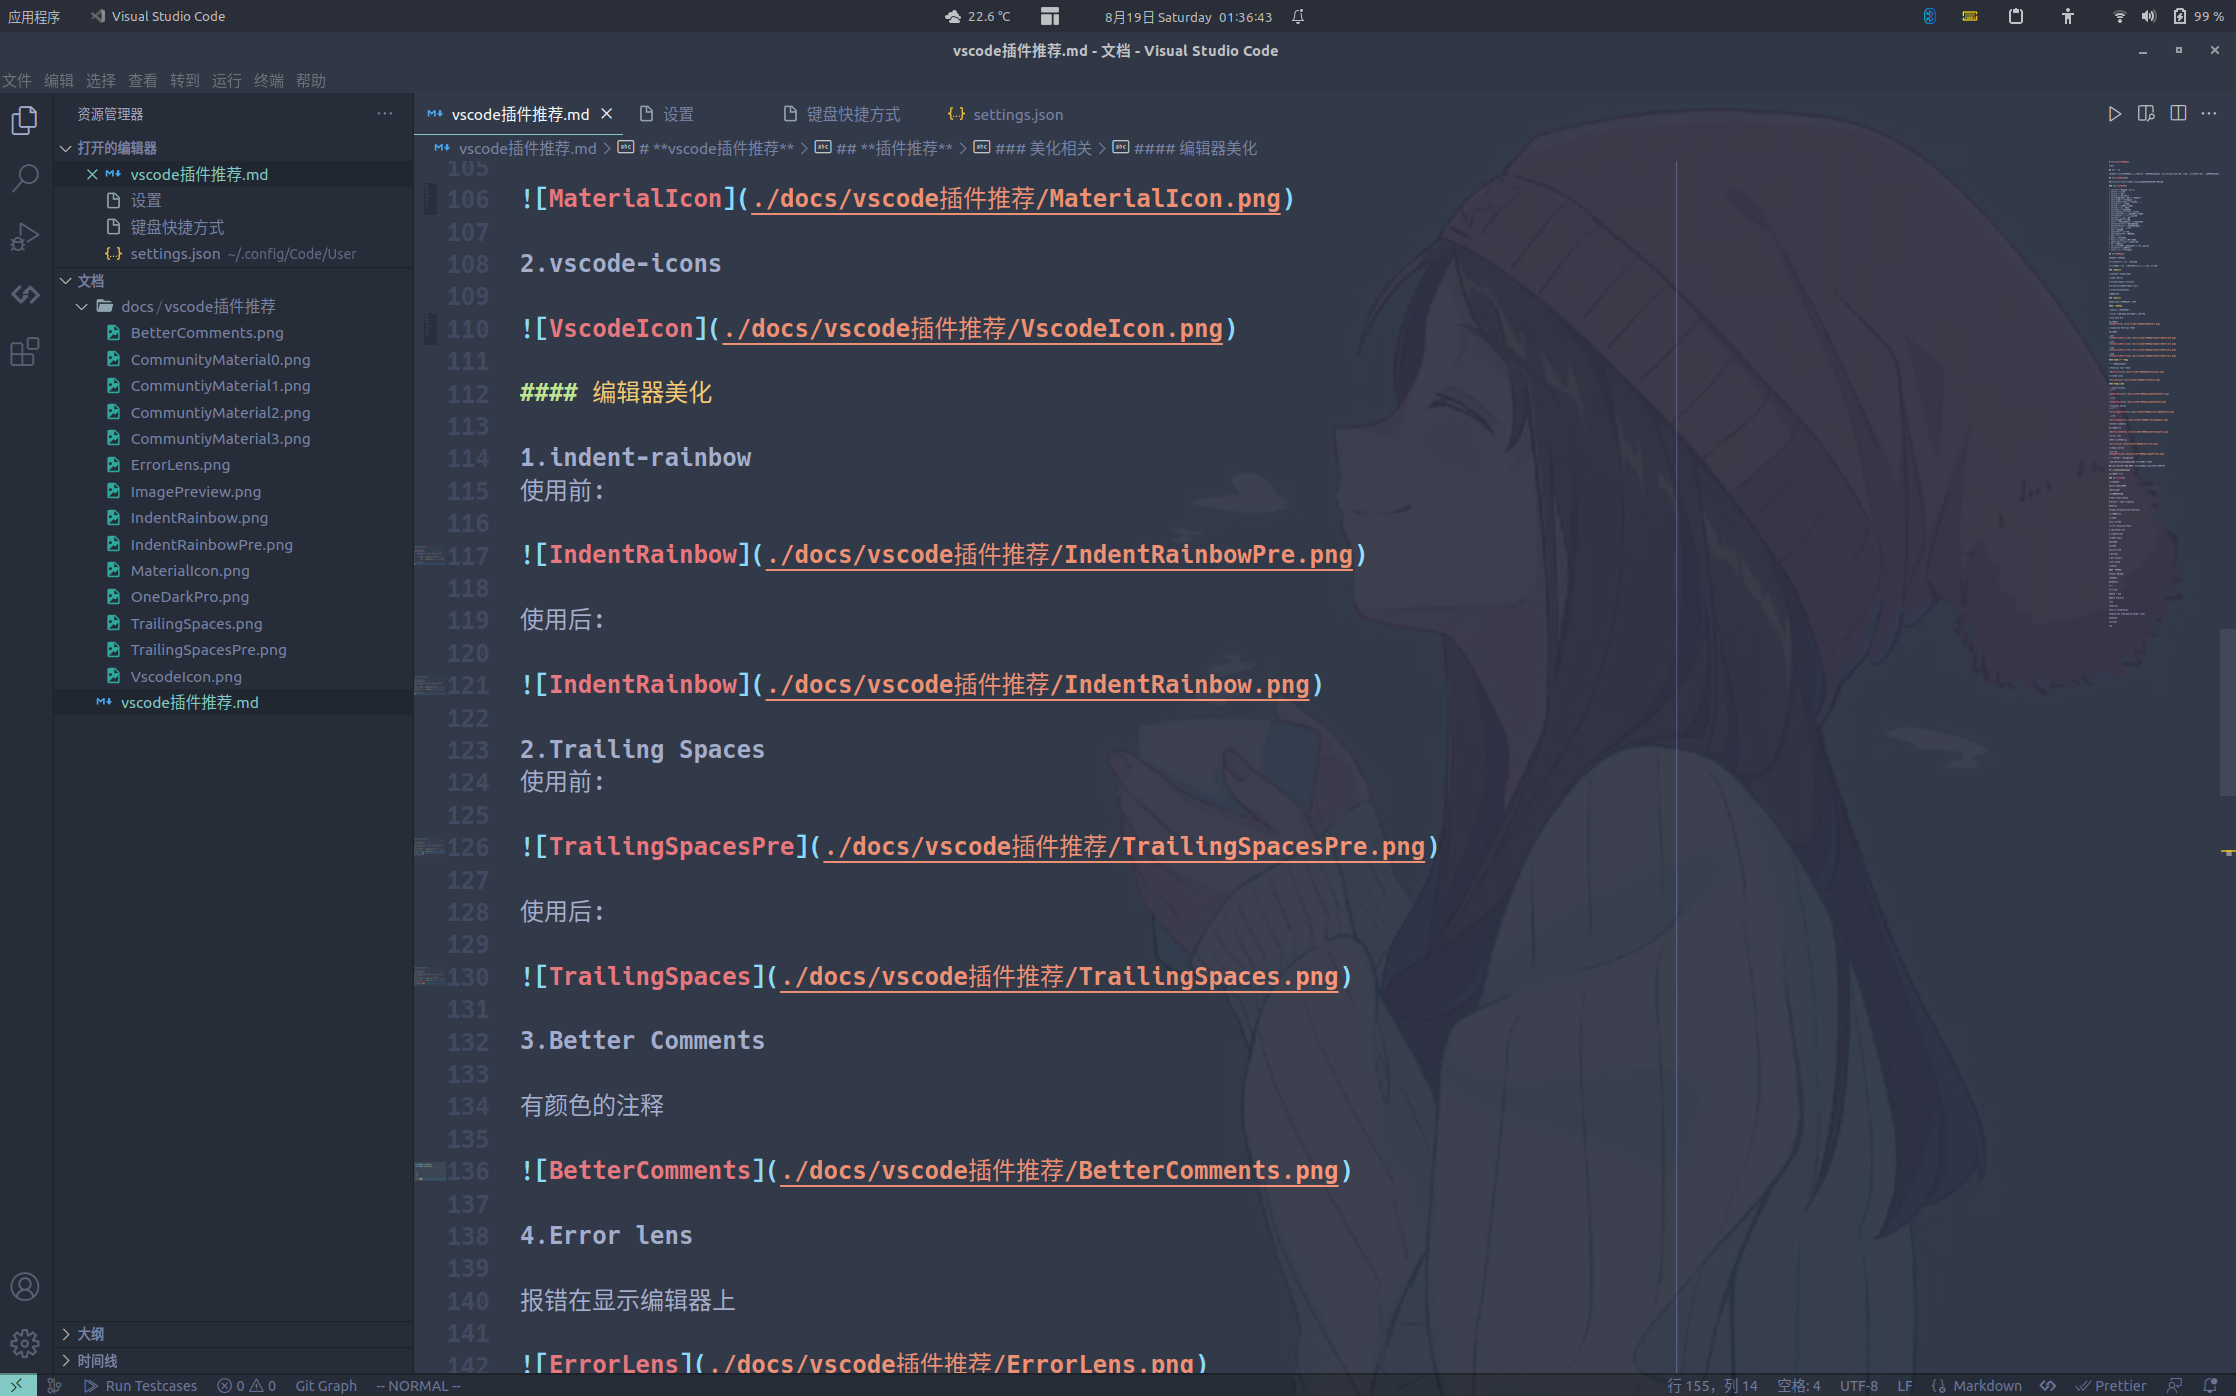 应用程序 Visual Studio Code 22.6 °C 8月19日 Saturday 01:36:43 99 %
vscode插件推荐.md - 文档 - Visual Studio Code
文件 编辑 选择 查看 转到 运行 终端 帮助
资源管理器
打开的编辑器
vscode插件推荐.md
设置
键盘快捷方式
settings.json ~/.config/Code/User
文档
docs / vscode插件推荐
BetterComments.png
CommunityMaterial0.png
CommuntiyMaterial1.png
CommuntiyMaterial2.png
CommuntiyMaterial3.png
ErrorLens.png
ImagePreview.png
IndentRainbow.png
IndentRainbowPre.png
MaterialIcon.png
OneDarkPro.png
TrailingSpaces.png
TrailingSpacesPre.png
VscodeIcon.png
vscode插件推荐.md
大纲
时间线
vscode插件推荐.md 设置 键盘快捷方式 settings.json
vscode插件推荐.md > # **vscode插件推荐** > ## **插件推荐** > ### 美化相关 > #### 编辑器美化
105
106 ![MaterialIcon](./docs/vscode插件推荐/MaterialIcon.png)
107
108 2.vscode-icons
109
110 ![VscodeIcon](./docs/vscode插件推荐/VscodeIcon.png)
111
112 #### 编辑器美化
113
114 1.indent-rainbow
115 使用前:
116
117 ![IndentRainbow](./docs/vscode插件推荐/IndentRainbowPre.png)
118
119 使用后:
120
121 ![IndentRainbow](./docs/vscode插件推荐/IndentRainbow.png)
122
123 2.Trailing Spaces
124 使用前:
125
126 ![TrailingSpacesPre](./docs/vscode插件推荐/TrailingSpacesPre.png)
127
128 使用后:
129
130 ![TrailingSpaces](./docs/vscode插件推荐/TrailingSpaces.png)
131
132 3.Better Comments
133
134 有颜色的注释
135
136 ![BetterComments](./docs/vscode插件推荐/BetterComments.png)
137
138 4.Error lens
139
140 报错在显示编辑器上
141
142 ![ErrorLens](./docs/vscode插件推荐/ErrorLens.png)
Run Testcases 0 0 Git Graph -- NORMAL -- 行 155，列 14 空格: 4 UTF-8 LF Markdown Prettier